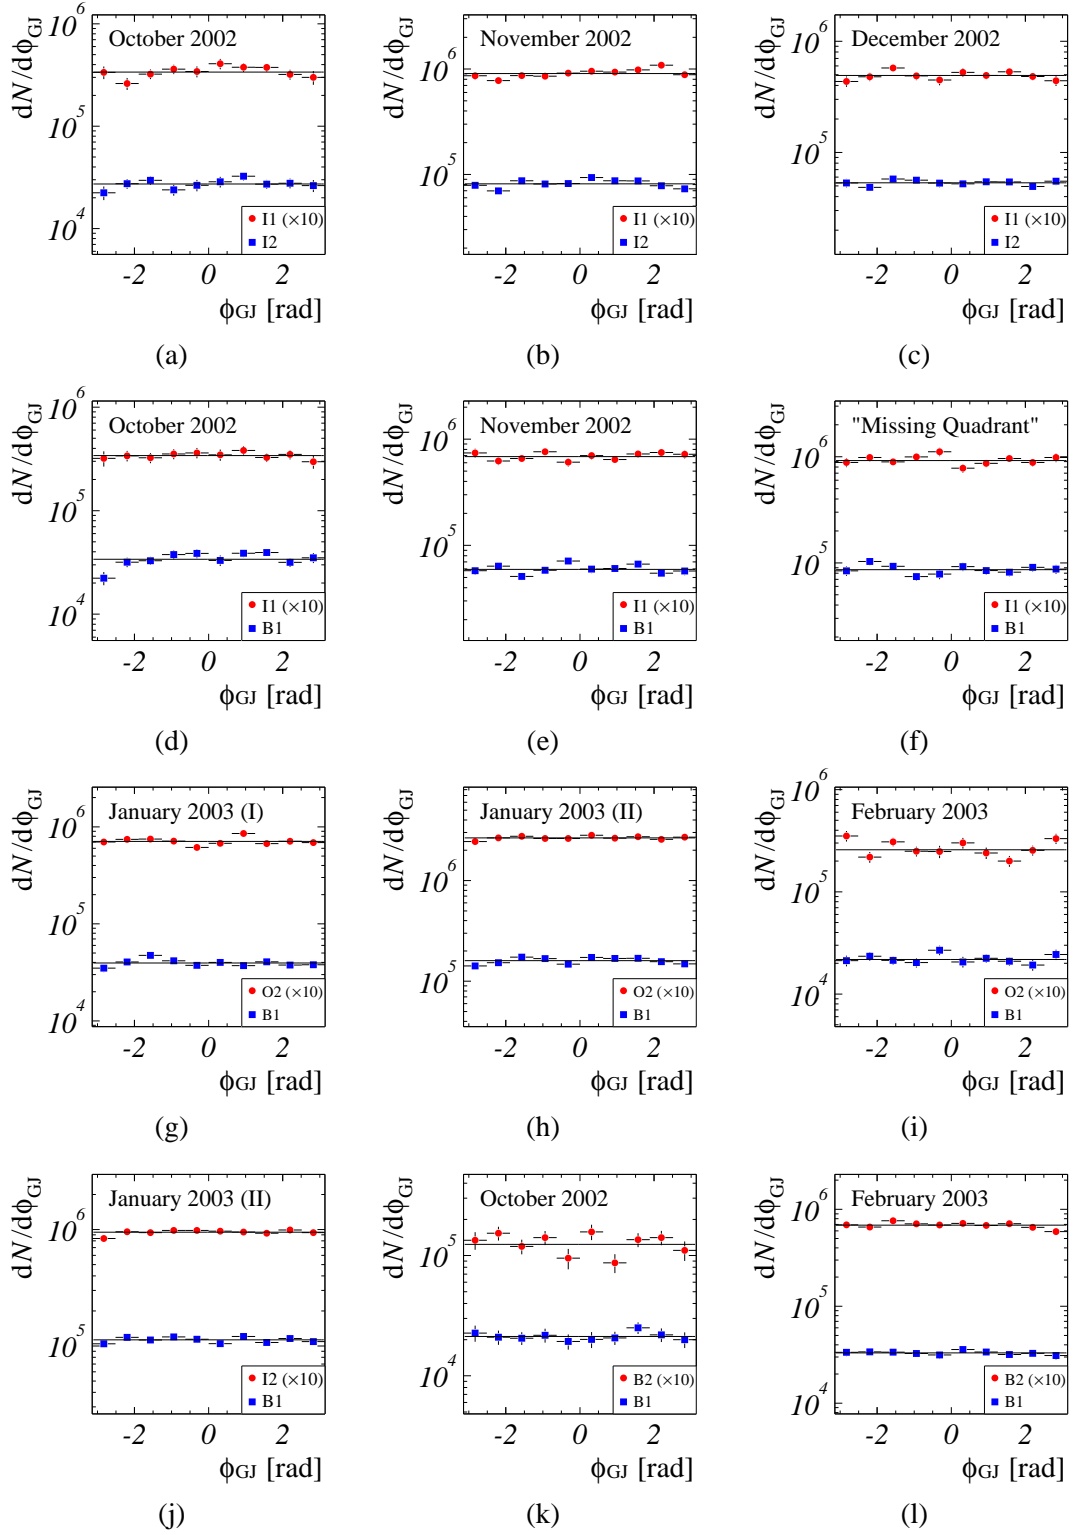 dN/dϕGJ
10^6
10^5
10^4
October 2002
I1 (×10)
I2
-2 0 2
ϕGJ [rad]
(a)
dN/dϕGJ
10^6
10^5
November 2002
I1 (×10)
I2
-2 0 2
ϕGJ [rad]
(b)
dN/dϕGJ
10^6
10^5
December 2002
I1 (×10)
I2
-2 0 2
ϕGJ [rad]
(c)
dN/dϕGJ
10^6
10^5
10^4
October 2002
I1 (×10)
B1
-2 0 2
ϕGJ [rad]
(d)
dN/dϕGJ
10^6
10^5
November 2002
I1 (×10)
B1
-2 0 2
ϕGJ [rad]
(e)
dN/dϕGJ
10^6
10^5
"Missing Quadrant"
I1 (×10)
B1
-2 0 2
ϕGJ [rad]
(f)
dN/dϕGJ
10^6
10^5
10^4
January 2003 (I)
O2 (×10)
B1
-2 0 2
ϕGJ [rad]
(g)
dN/dϕGJ
10^6
10^5
January 2003 (II)
O2 (×10)
B1
-2 0 2
ϕGJ [rad]
(h)
dN/dϕGJ
10^6
10^5
10^4
February 2003
O2 (×10)
B1
-2 0 2
ϕGJ [rad]
(i)
dN/dϕGJ
10^6
10^5
January 2003 (II)
I2 (×10)
B1
-2 0 2
ϕGJ [rad]
(j)
dN/dϕGJ
10^5
10^4
October 2002
B2 (×10)
B1
-2 0 2
ϕGJ [rad]
(k)
dN/dϕGJ
10^6
10^5
10^4
February 2003
B2 (×10)
B1
-2 0 2
ϕGJ [rad]
(l)